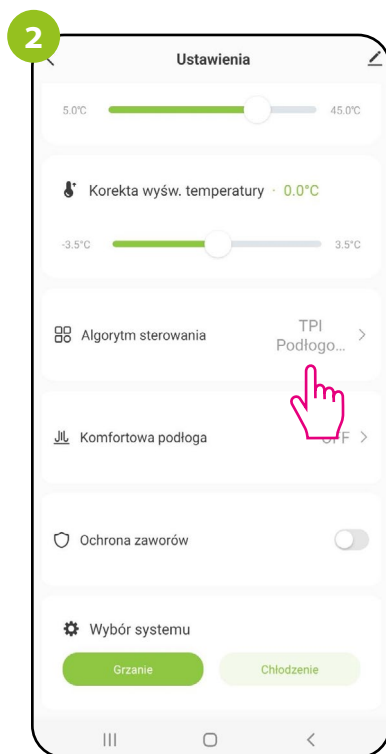 2
Ustawienia
5.0°C 45.0°C
Korekta wyśw. temperatury · 0.0°C
-3.5°C 3.5°C
Algorytm sterowania
TPI
Podłogo...
Komfortowa podłoga OFF
Ochrona zaworów
Wybór systemu
Grzanie Chłodzenie